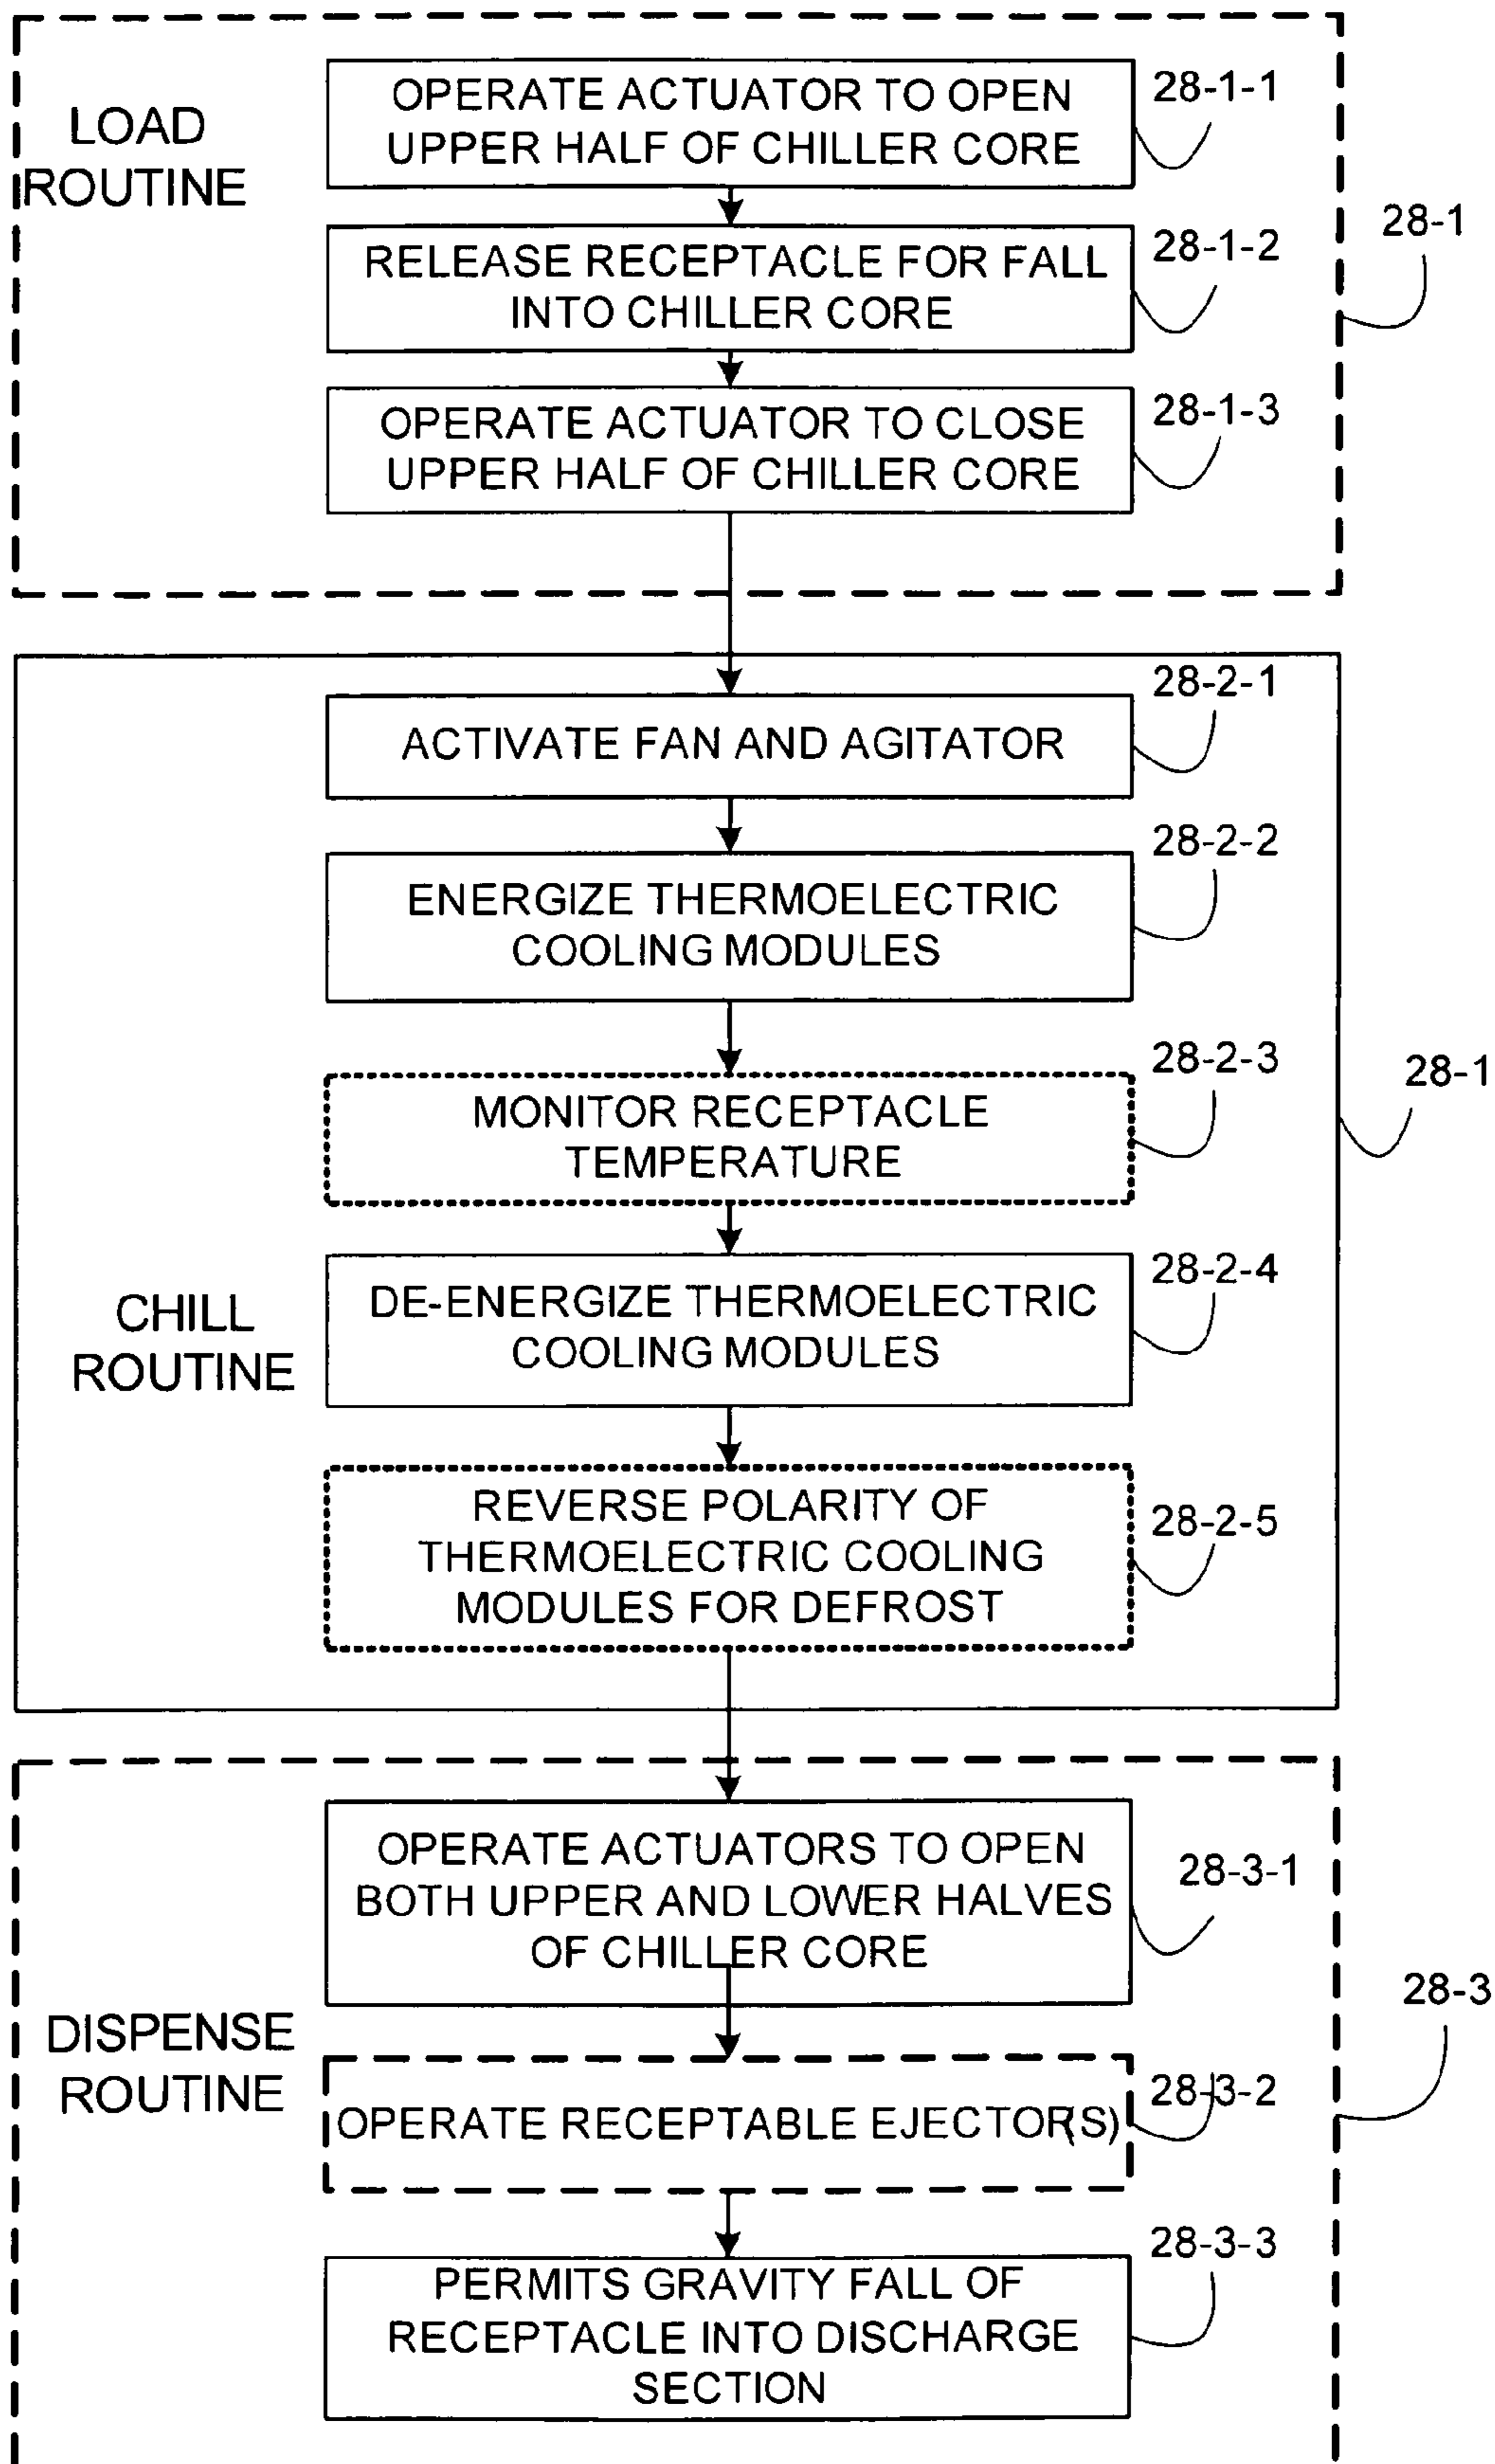 LOAD
ROUTINE
OPERATE ACTUATOR TO OPEN
UPPER HALF OF CHILLER CORE
28-1-1
RELEASE RECEPTACLE FOR FALL
INTO CHILLER CORE
28-1-2
28-1
OPERATE ACTUATOR TO CLOSE
UPPER HALF OF CHILLER CORE
28-1-3
ACTIVATE FAN AND AGITATOR
28-2-1
ENERGIZE THERMOELECTRIC
COOLING MODULES
28-2-2
MONITOR RECEPTACLE
TEMPERATURE
28-2-3
28-1
CHILL
ROUTINE
DE-ENERGIZE THERMOELECTRIC
COOLING MODULES
28-2-4
REVERSE POLARITY OF
THERMOELECTRIC COOLING
MODULES FOR DEFROST
28-2-5
OPERATE ACTUATORS TO OPEN
BOTH UPPER AND LOWER HALVES
OF CHILLER CORE
28-3-1
28-3
DISPENSE
ROUTINE
OPERATE RECEPTABLE EJECTOR(S)
28-3-2
PERMITS GRAVITY FALL OF
RECEPTACLE INTO DISCHARGE
SECTION
28-3-3